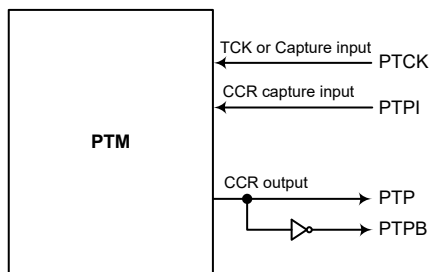 TCK or Capture input
PTCK
CCR capture input
PTPI
PTM
CCR output
PTP
PTPB